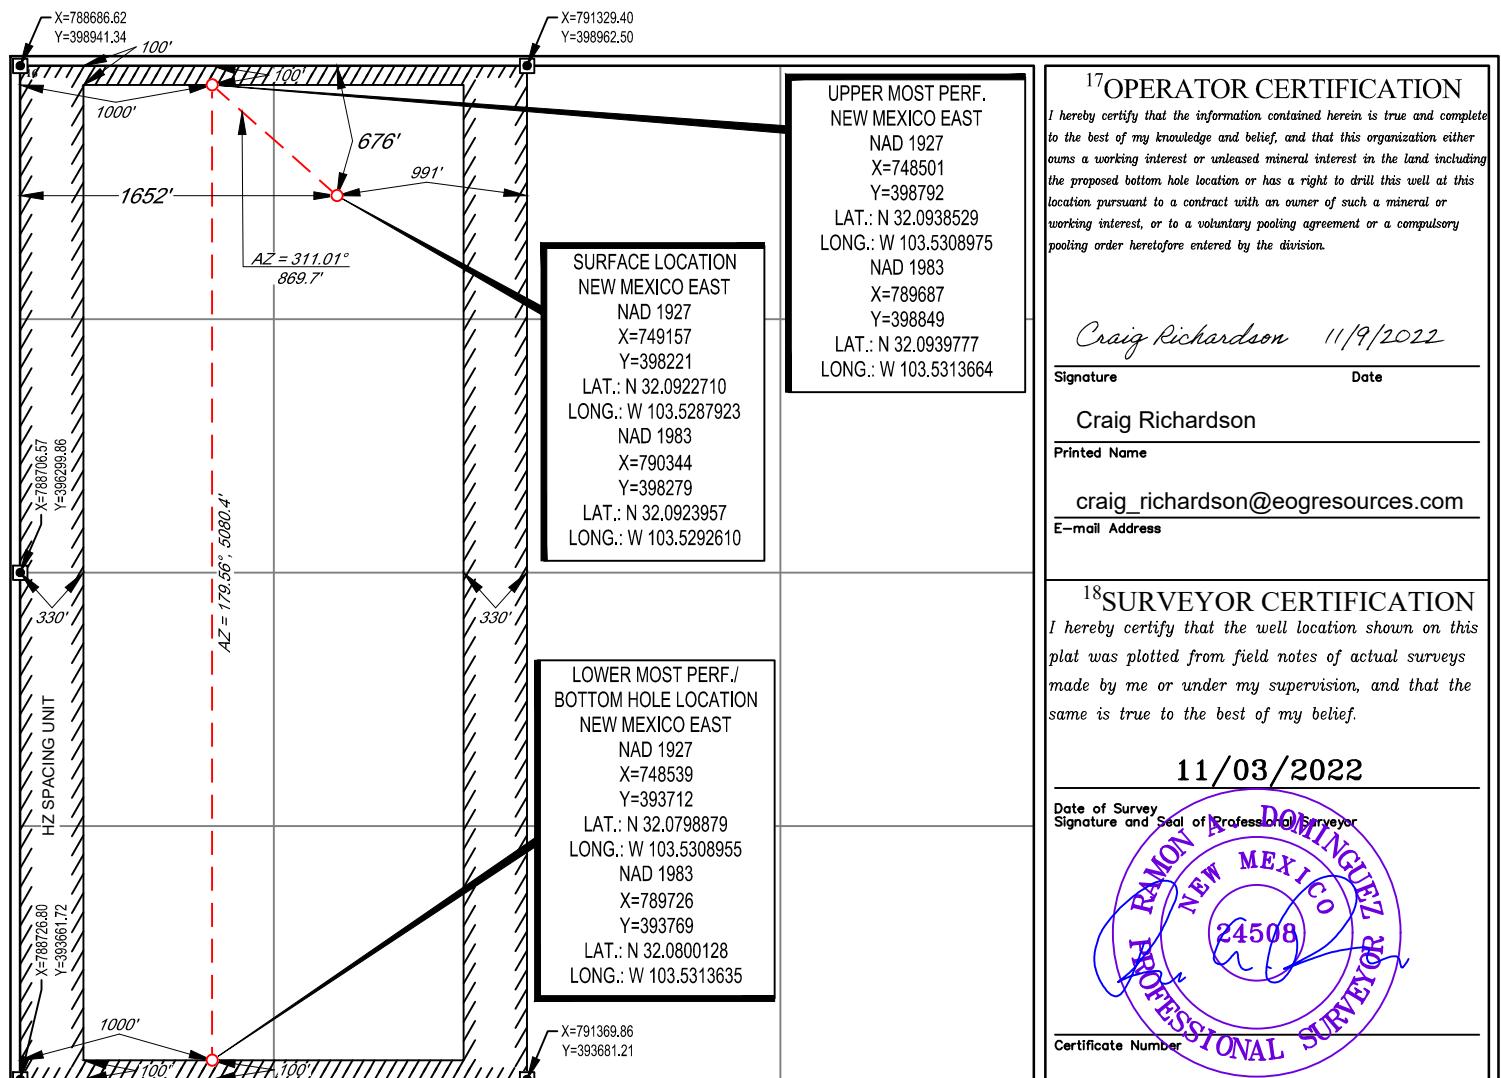 X=788686.62
Y=398941.34
100'
X=791329.40
Y=398962.50
100'
1000'
676'
991'
1652'
AZ = 311.01°
869.7'
UPPER MOST PERF.
NEW MEXICO EAST
NAD 1927
X=748501
Y=398792
LAT.: N 32.0938529
LONG.: W 103.5308975
NAD 1983
X=789687
Y=398849
LAT.: N 32.0939777
LONG.: W 103.5313664
SURFACE LOCATION
NEW MEXICO EAST
NAD 1927
X=749157
Y=398221
LAT.: N 32.0922710
LONG.: W 103.5287923
NAD 1983
X=790344
Y=398279
LAT.: N 32.0923957
LONG.: W 103.5292610
X=788706.57
Y=396299.86
AZ = 179.56°, 5080.4'
330'
330'
HZ SPACING UNIT
LOWER MOST PERF./
BOTTOM HOLE LOCATION
NEW MEXICO EAST
NAD 1927
X=748539
Y=393712
LAT.: N 32.0798879
LONG.: W 103.5308955
NAD 1983
X=789726
Y=393769
LAT.: N 32.0800128
LONG.: W 103.5313635
X=788726.80
Y=393661.72
1000'
X=791369.86
Y=393681.21
100'
100'
17OPERATOR CERTIFICATION
I hereby certify that the information contained herein is true and complete
to the best of my knowledge and belief, and that this organization either
owns a working interest or unleased mineral interest in the land including
the proposed bottom hole location or has a right to drill this well at this
location pursuant to a contract with an owner of such a mineral or
working interest, or to a voluntary pooling agreement or a compulsory
pooling order heretofore entered by the division.
Craig Richardson 11/9/2022
Signature Date
Craig Richardson
Printed Name
craig_richardson@eogresources.com
E-mail Address
18SURVEYOR CERTIFICATION
I hereby certify that the well location shown on this
plat was plotted from field notes of actual surveys
made by me or under my supervision, and that the
same is true to the best of my belief.
11/03/2022
Date of Survey
Signature and Seal of Professional Surveyor
RAMON A. DOMINGUEZ
NEW MEXICO
24508
PROFESSIONAL SURVEYOR
Certificate Number